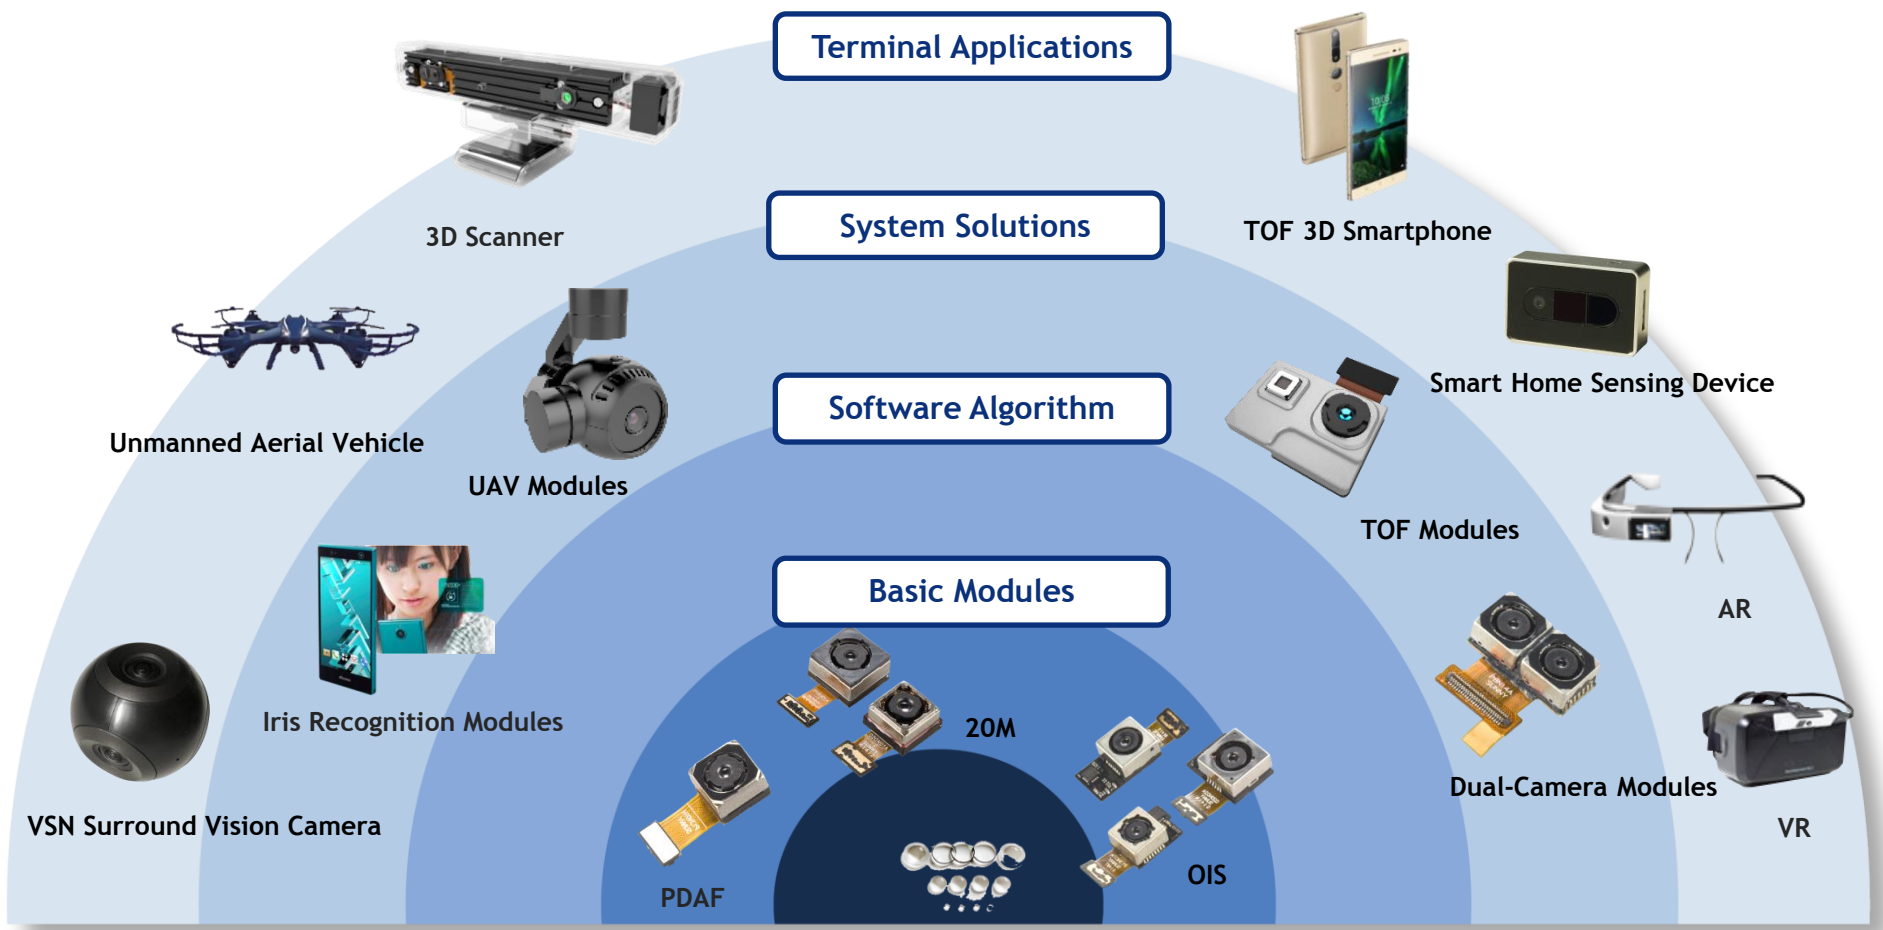 Terminal Applications
3D Scanner
System Solutions
TOF 3D Smartphone
Smart Home Sensing Device
Unmanned Aerial Vehicle
UAV Modules
Software Algorithm
TOF Modules
Basic Modules
AR
Iris Recognition Modules
20M
Dual-Camera Modules
VSN Surround Vision Camera
VR
PDAF
OIS